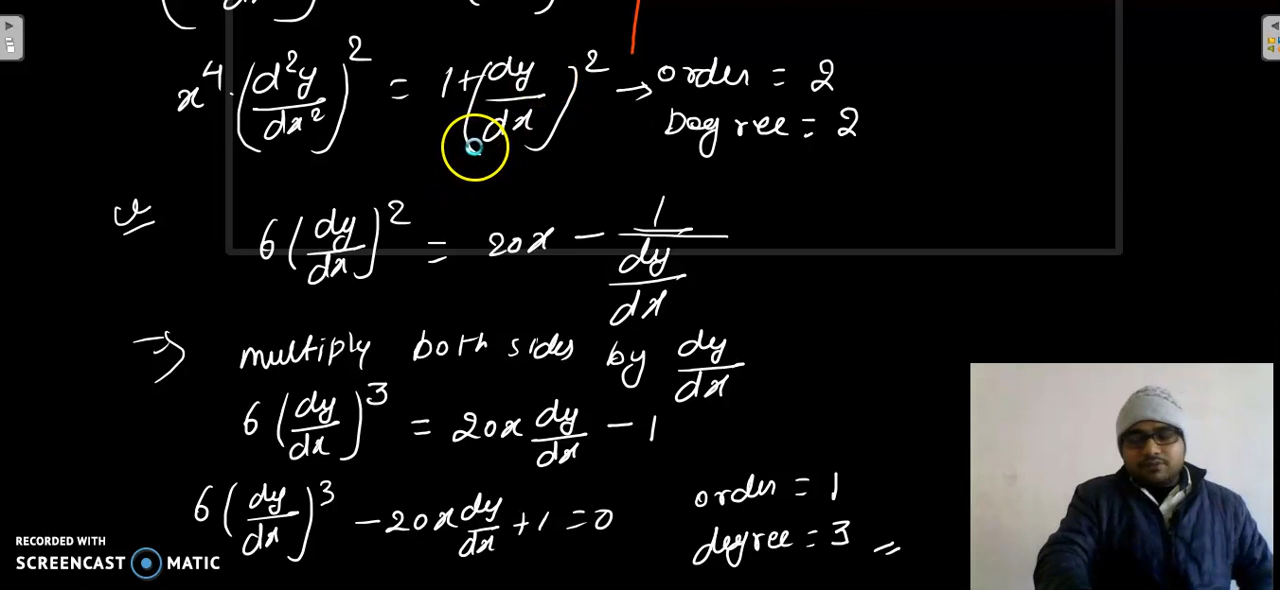 x⁴ · (d²y/dx²)² = 1 + (dy/dx)² → order = 2
Degree = 2
6 (dy/dx)² = 20x − 1/(dy/dx)
⇒ multiply both sides by dy/dx
6 (dy/dx)³ = 20x dy/dx − 1
6 (dy/dx)³ − 20x dy/dx + 1 = 0
order = 1
degree = 3
RECORDED WITH
SCREENCAST MATIC